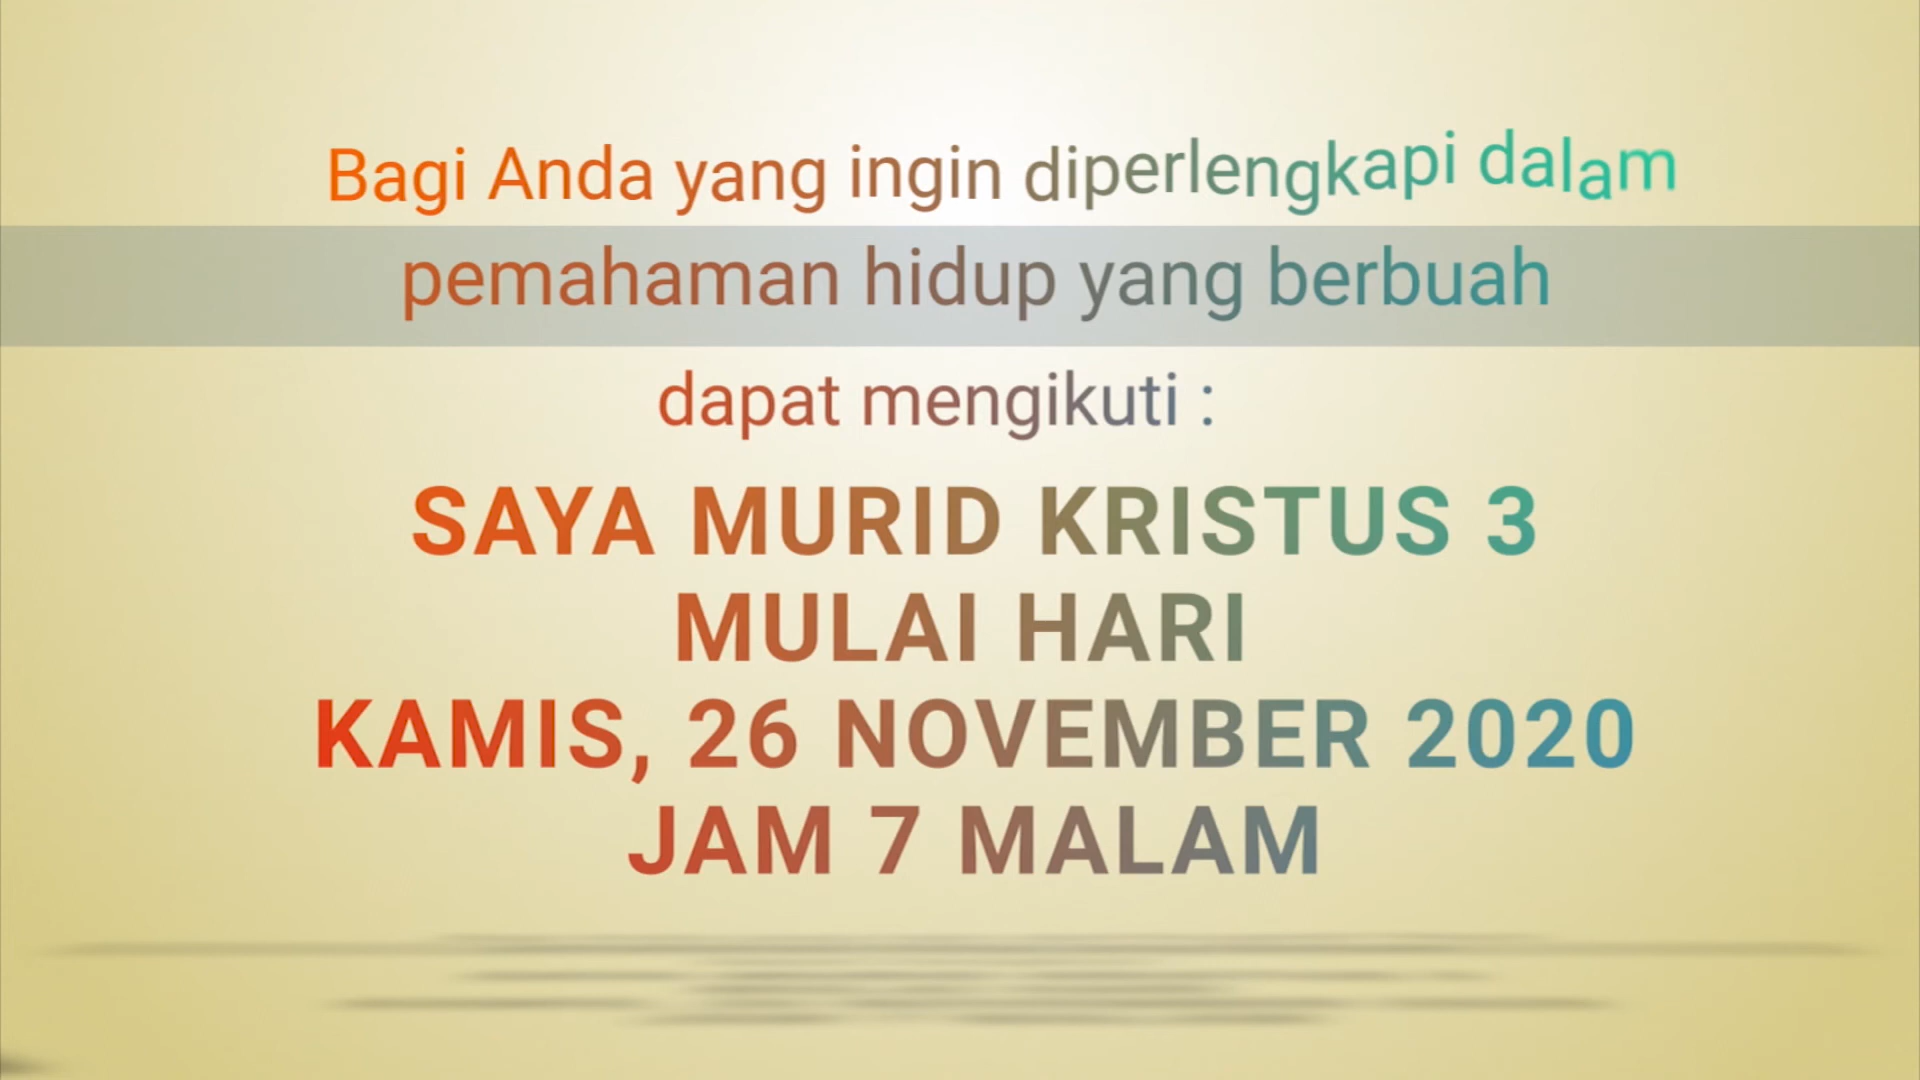 Bagi Anda yang ingin diperlengkapi dalam
pemahaman hidup yang berbuah
dapat mengikuti :
SAYA MURID KRISTUS 3
MULAI HARI
KAMIS, 26 NOVEMBER 2020
JAM 7 MALAM